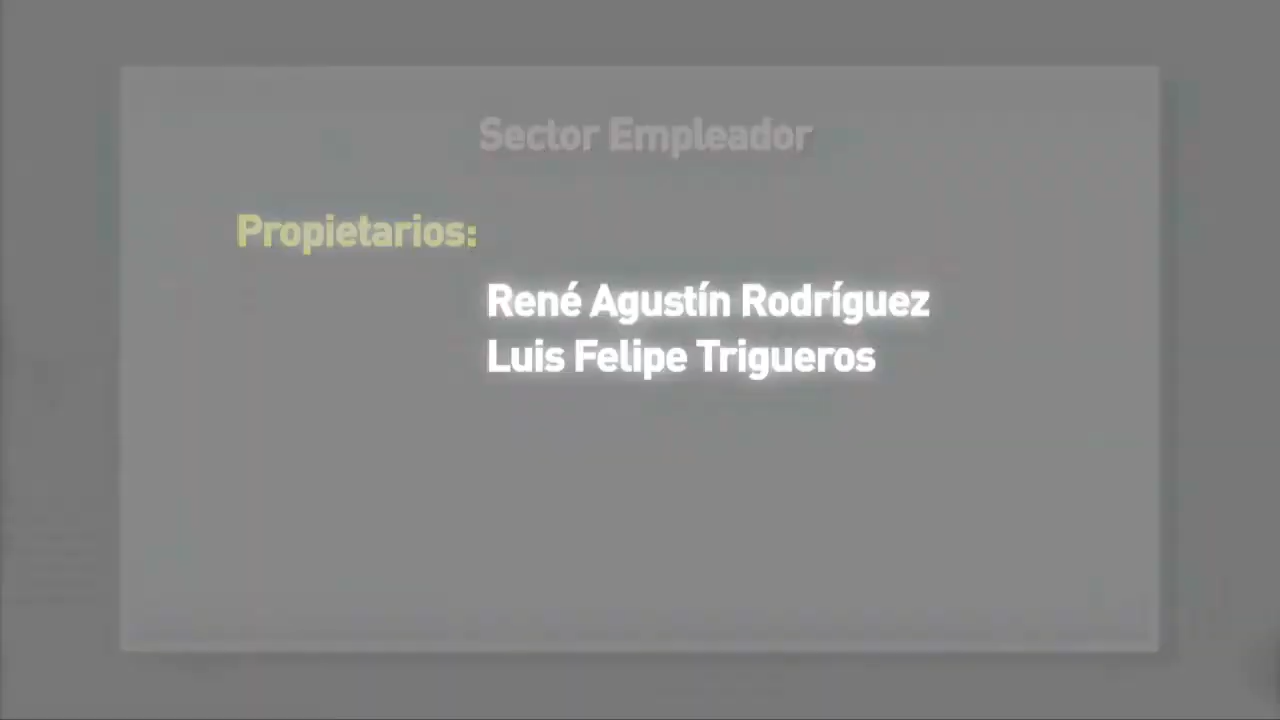 Sector Empleador
Propietarios:
René Agustín Rodríguez
Luis Felipe Trigueros